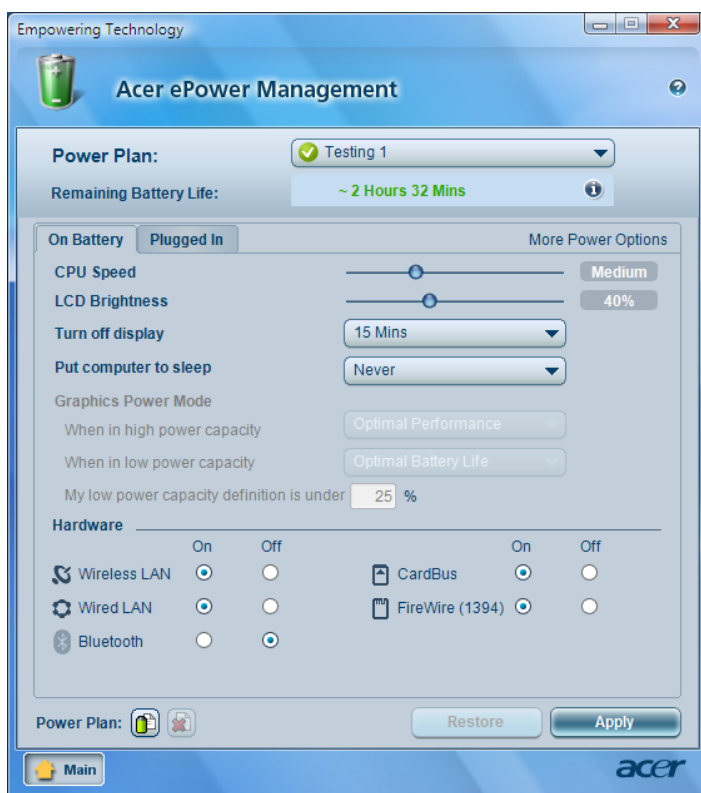 Empowering Technology
Acer ePower Management
Power Plan: Testing 1
Remaining Battery Life: ~ 2 Hours 32 Mins
On Battery Plugged In More Power Options
CPU Speed Medium
LCD Brightness 40%
Turn off display 15 Mins
Put computer to sleep Never
Graphics Power Mode
When in high power capacity Optimal Performance
When in low power capacity Optimal Battery Life
My low power capacity definition is under 25 %
Hardware
On Off On Off
Wireless LAN CardBus
Wired LAN FireWire (1394)
Bluetooth
Power Plan: Restore Apply
Main acer